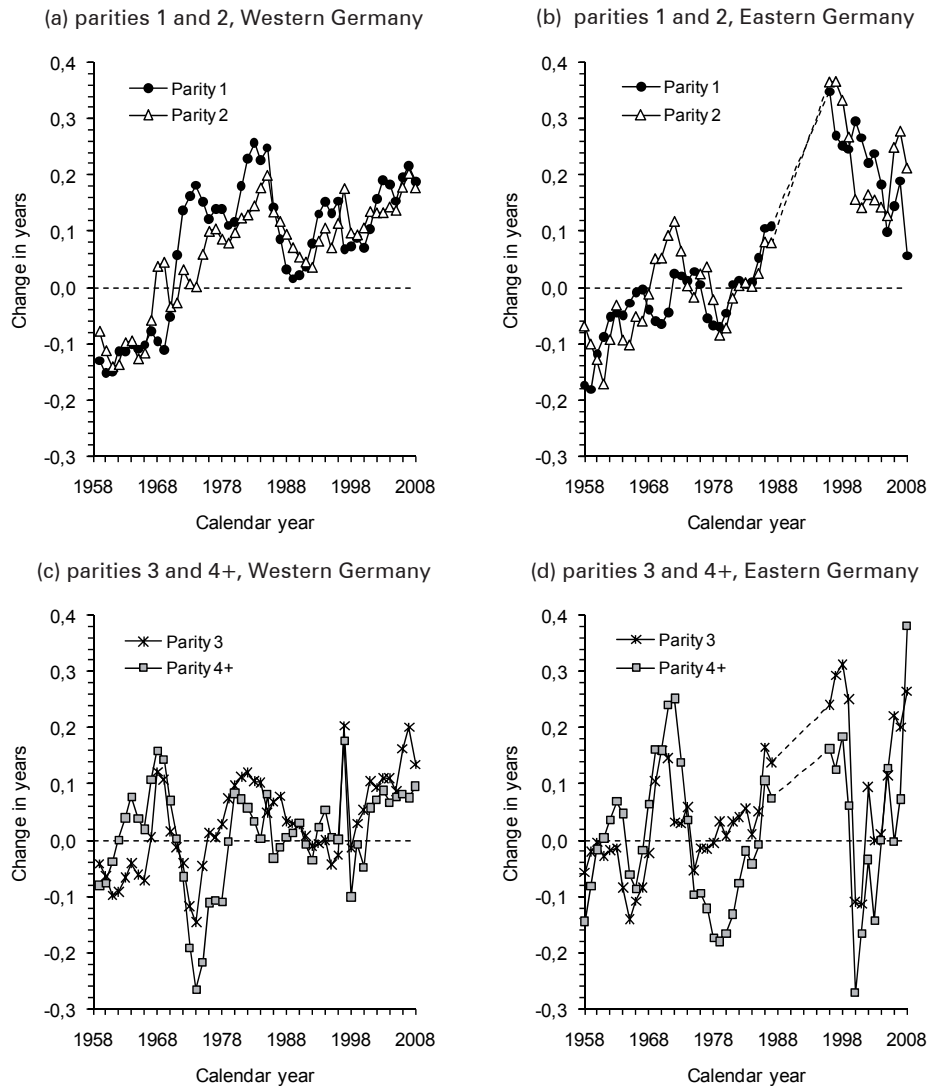 (a) parities 1 and 2, Western Germany
Change in years
0,4
0,3
0,2
0,1
0,0
-0,1
-0,2
-0,3
Parity 1
Parity 2
1958 1968 1978 1988 1998 2008
Calendar year
(b) parities 1 and 2, Eastern Germany
Change in years
0,4
0,3
0,2
0,1
0,0
-0,1
-0,2
-0,3
Parity 1
Parity 2
1958 1968 1978 1988 1998 2008
Calendar year
(c) parities 3 and 4+, Western Germany
Change in years
0,4
0,3
0,2
0,1
0,0
-0,1
-0,2
-0,3
Parity 3
Parity 4+
1958 1968 1978 1988 1998 2008
Calendar year
(d) parities 3 and 4+, Eastern Germany
Change in years
0,4
0,3
0,2
0,1
0,0
-0,1
-0,2
-0,3
Parity 3
Parity 4+
1958 1968 1978 1988 1998 2008
Calendar year